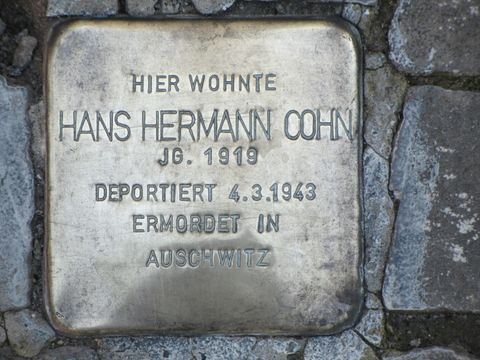 HIER WOHNTE
HANS HERMANN COHN
JG. 1919
DEPORTIERT 4.3.1943
ERMORDET IN
AUSCHWITZ